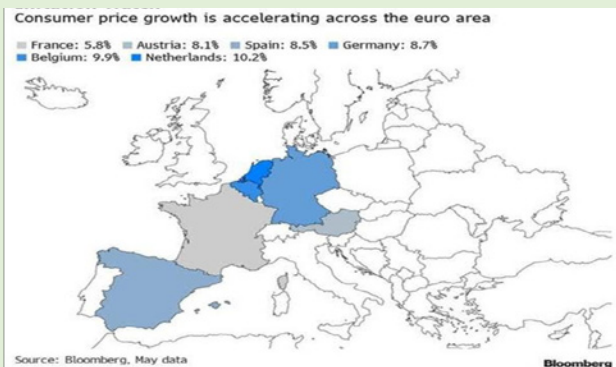 Consumer price growth is accelerating across the euro area
France: 5.8% Austria: 8.1% Spain: 8.5% Germany: 8.7%
Belgium: 9.9% Netherlands: 10.2%
Source: Bloomberg, May data
Bloomberg